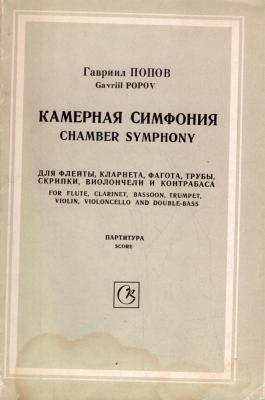 Гавриил ПОПОВ
Gavriil POPOV
КАМЕРНАЯ СИМФОНИЯ
CHAMBER SYMPHONY
ДЛЯ ФЛЕЙТЫ, КЛАРНЕТА, ФАГОТА, ТРУБЫ,
СКРИПКИ, ВИОЛОНЧЕЛИ И КОНТРАБАСА
FOR FLUTE, CLARINET, BASSOON, TRUMPET,
VIOLIN, VIOLONCELLO AND DOUBLE-BASS
ПАРТИТУРА
SCORE